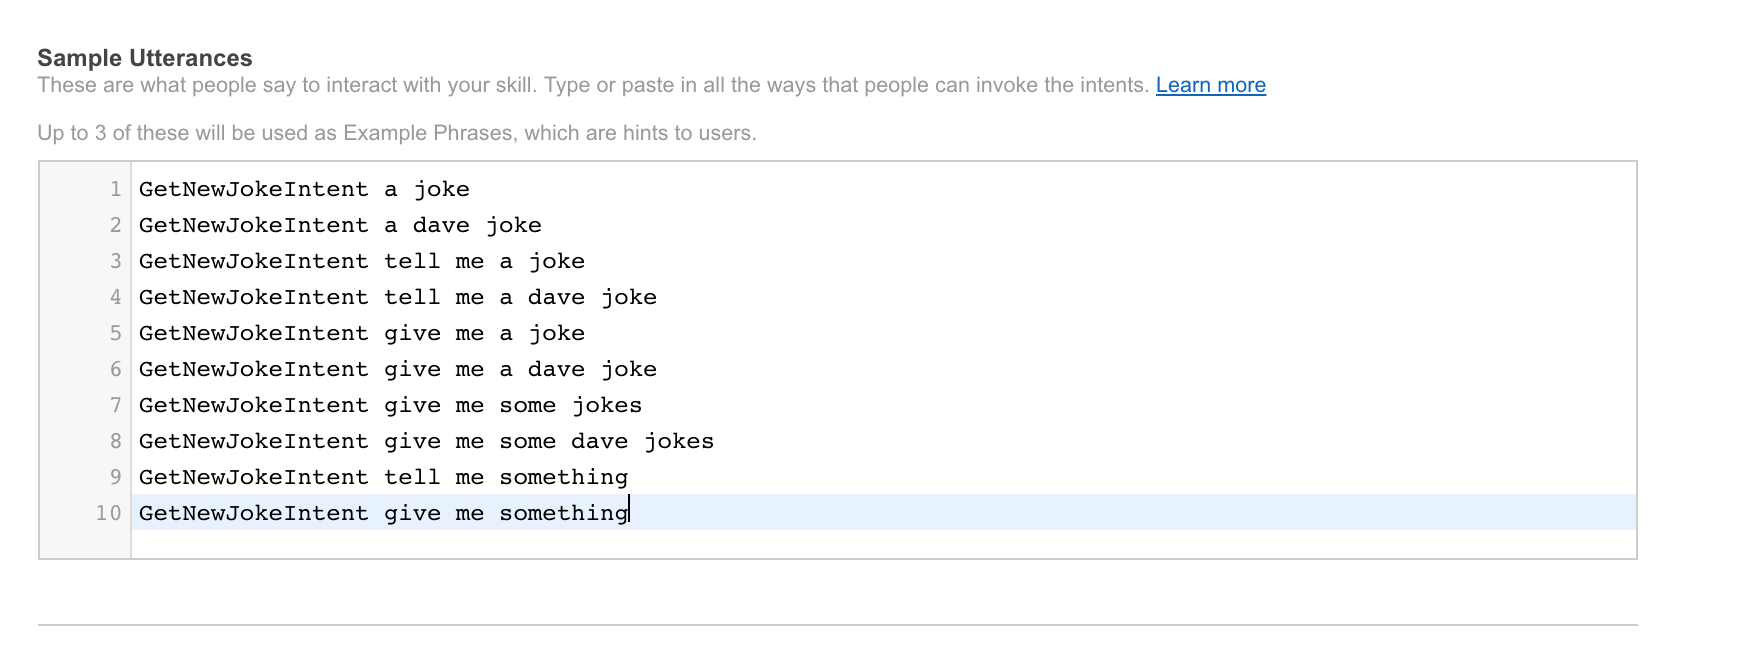 Sample Utterances
These are what people say to interact with your skill. Type or paste in all the ways that people can invoke the intents. Learn more
Up to 3 of these will be used as Example Phrases, which are hints to users.
1 GetNewJokeIntent a joke
2 GetNewJokeIntent a dave joke
3 GetNewJokeIntent tell me a joke
4 GetNewJokeIntent tell me a dave joke
5 GetNewJokeIntent give me a joke
6 GetNewJokeIntent give me a dave joke
7 GetNewJokeIntent give me some jokes
8 GetNewJokeIntent give me some dave jokes
9 GetNewJokeIntent tell me something
10 GetNewJokeIntent give me something